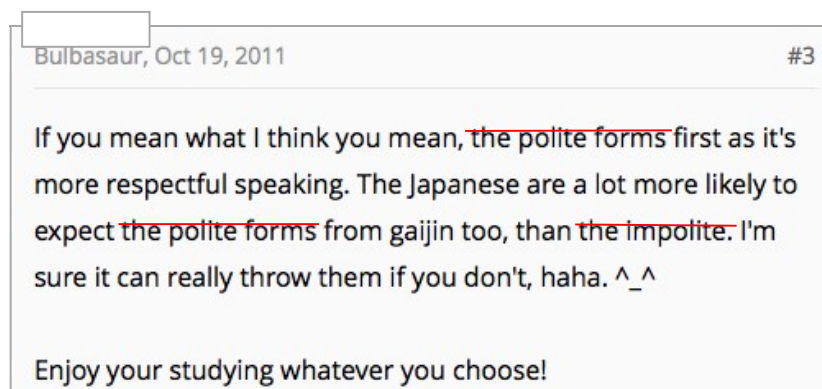 Bulbasaur, Oct 19, 2011 #3
If you mean what I think you mean, the polite forms first as it's
more respectful speaking. The Japanese are a lot more likely to
expect the polite forms from gaijin too, than the impolite. I'm
sure it can really throw them if you don't, haha. ^_^
Enjoy your studying whatever you choose!